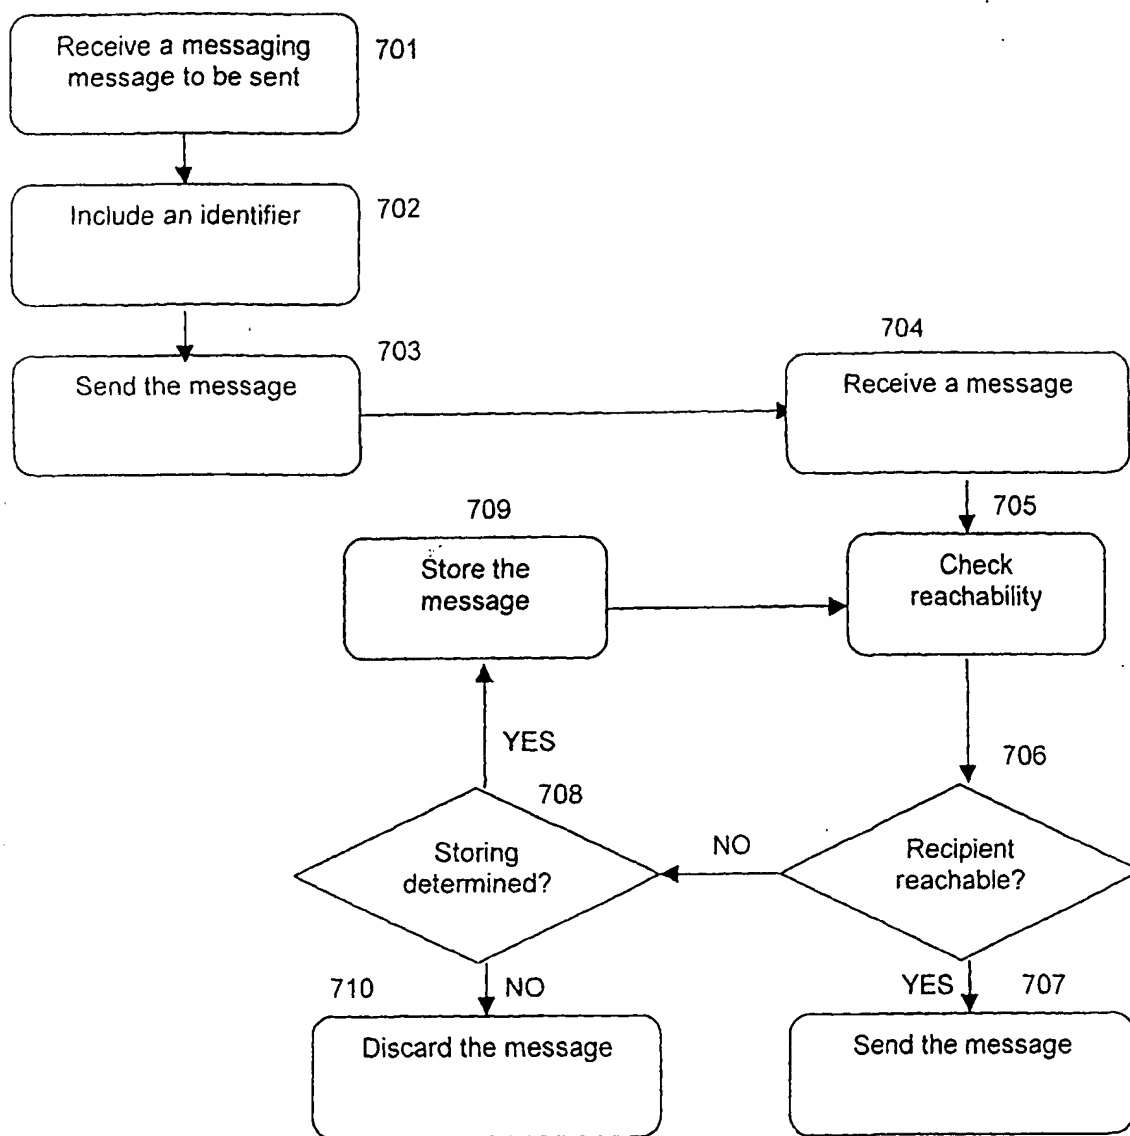 Receive a messaging
message to be sent
701
Include an identifier
702
Send the message
703
704
Receive a message
705
Check
reachability
709
Store the
message
YES
706
708
Storing
determined?
NO
Recipient
reachable?
710
NO
Discard the message
YES
707
Send the message